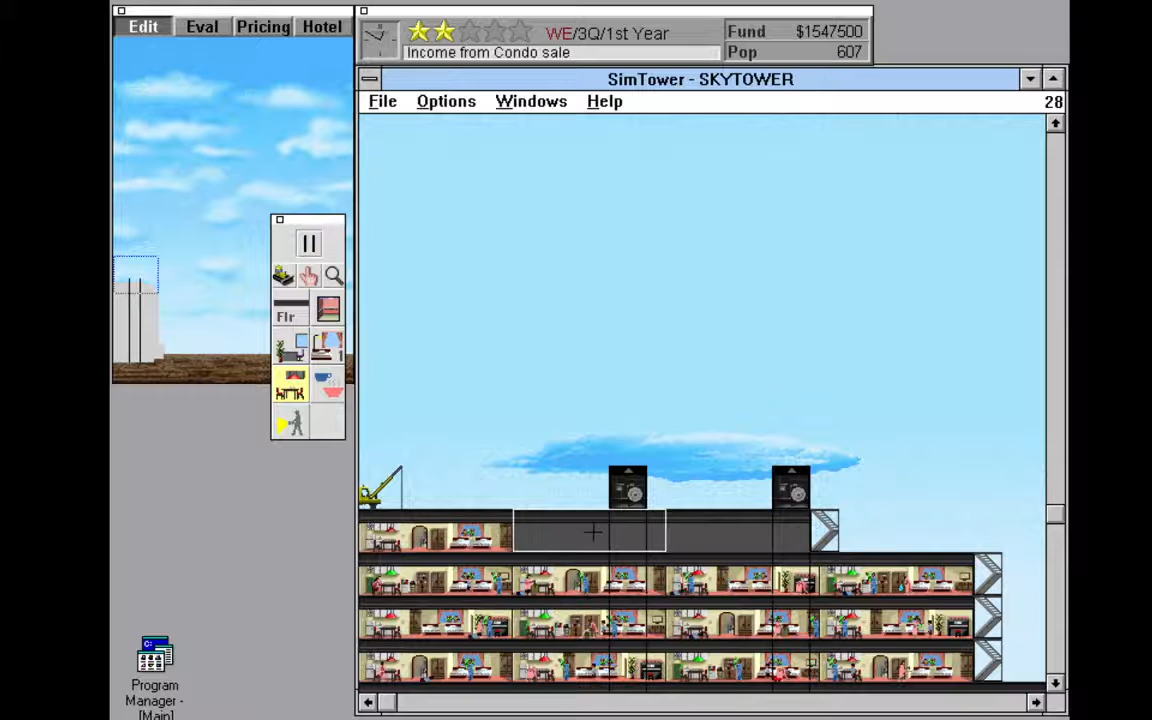 Edit Eval Pricing Hotel
WE/3Q/1st Year
Income from Condo sale
Fund $1547500
Pop 607
SimTower - SKYTOWER
File Options Windows Help
28
Flr
1
C:\
Program
Manager -
[Main]